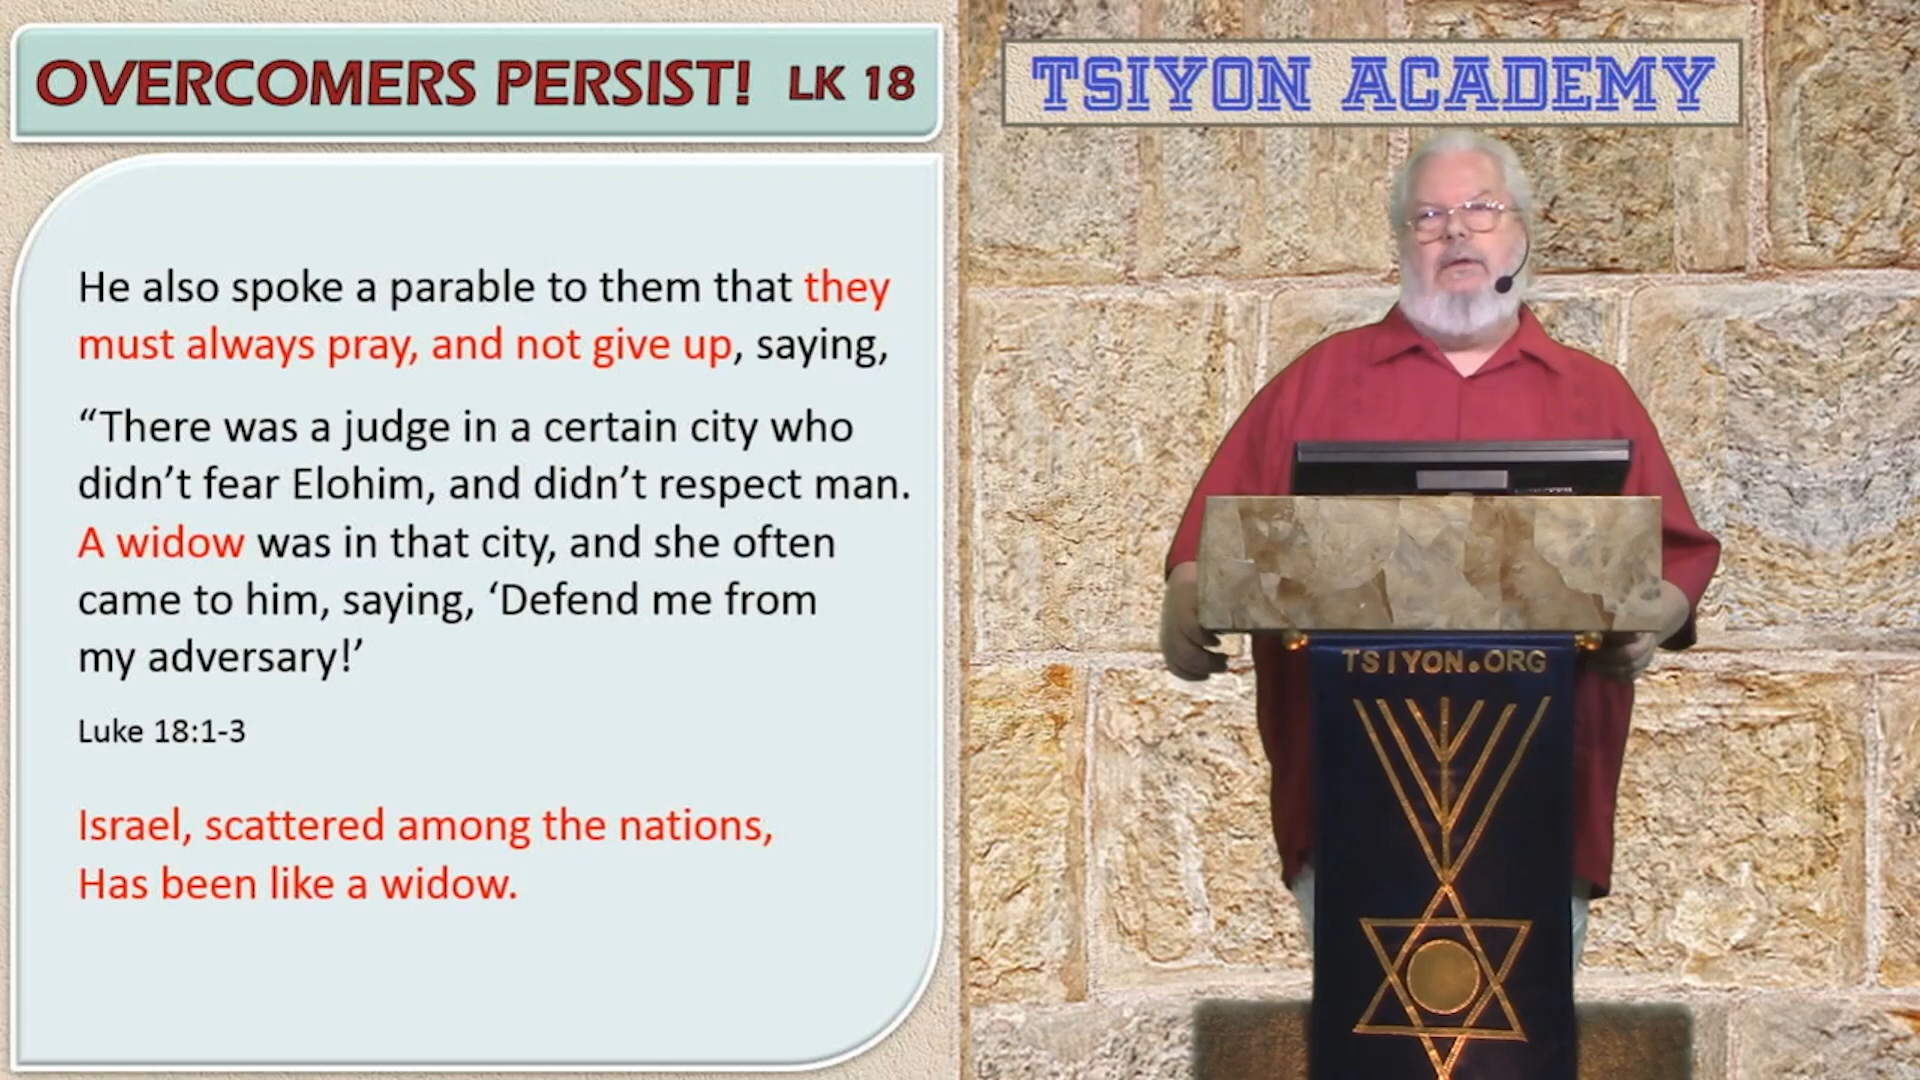 OVERCOMERS PERSIST! LK 18
He also spoke a parable to them that they
must always pray, and not give up, saying,
“There was a judge in a certain city who
didn’t fear Elohim, and didn’t respect man.
A widow was in that city, and she often
came to him, saying, ‘Defend me from
my adversary!’
Luke 18:1-3
Israel, scattered among the nations,
Has been like a widow.
TSIYON ACADEMY
TSIYON.ORG